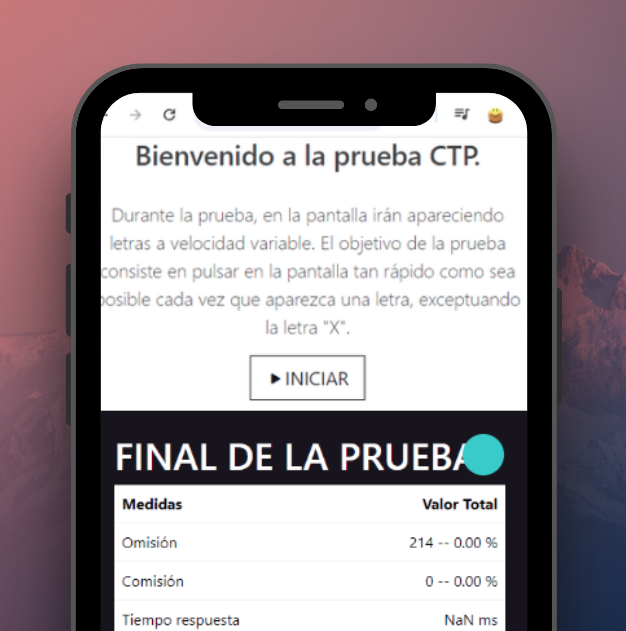 Bienvenido a la prueba CTP.
Durante la prueba, en la pantalla irán apareciendo
letras a velocidad variable. El objetivo de la prueba
consiste en pulsar en la pantalla tan rápido como sea
posible cada vez que aparezca una letra, exceptuando
la letra "X".
INICIAR
FINAL DE LA PRUEBA
Medidas Valor Total
Omisión 214 -- 0.00 %
Comisión 0 -- 0.00 %
Tiempo respuesta NaN ms